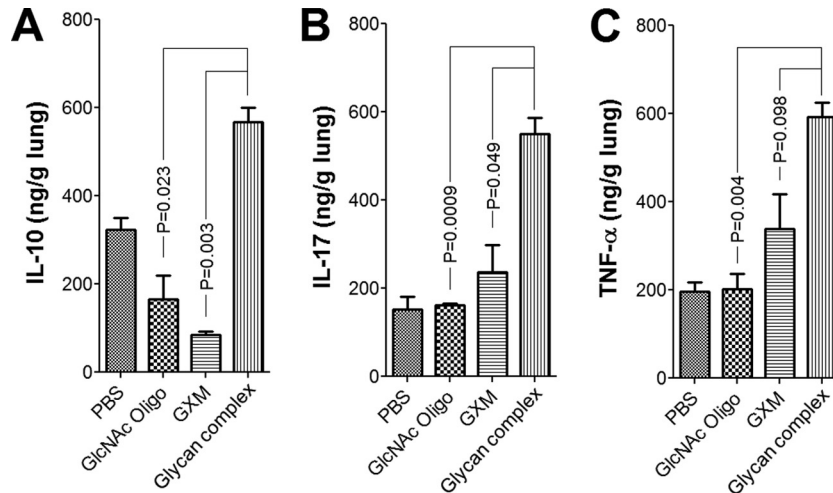 A
IL-10 (ng/g lung)
800
600
400
200
0
P=0.023
P=0.003
PBS
GlcNAc Oligo
GXM
Glycan complex
B
IL-17 (ng/g lung)
800
600
400
200
0
P=0.0009
P=0.049
PBS
GlcNAc Oligo
GXM
Glycan complex
C
TNF-α (ng/g lung)
800
600
400
200
0
P=0.004
P=0.098
PBS
GlcNAc Oligo
GXM
Glycan complex